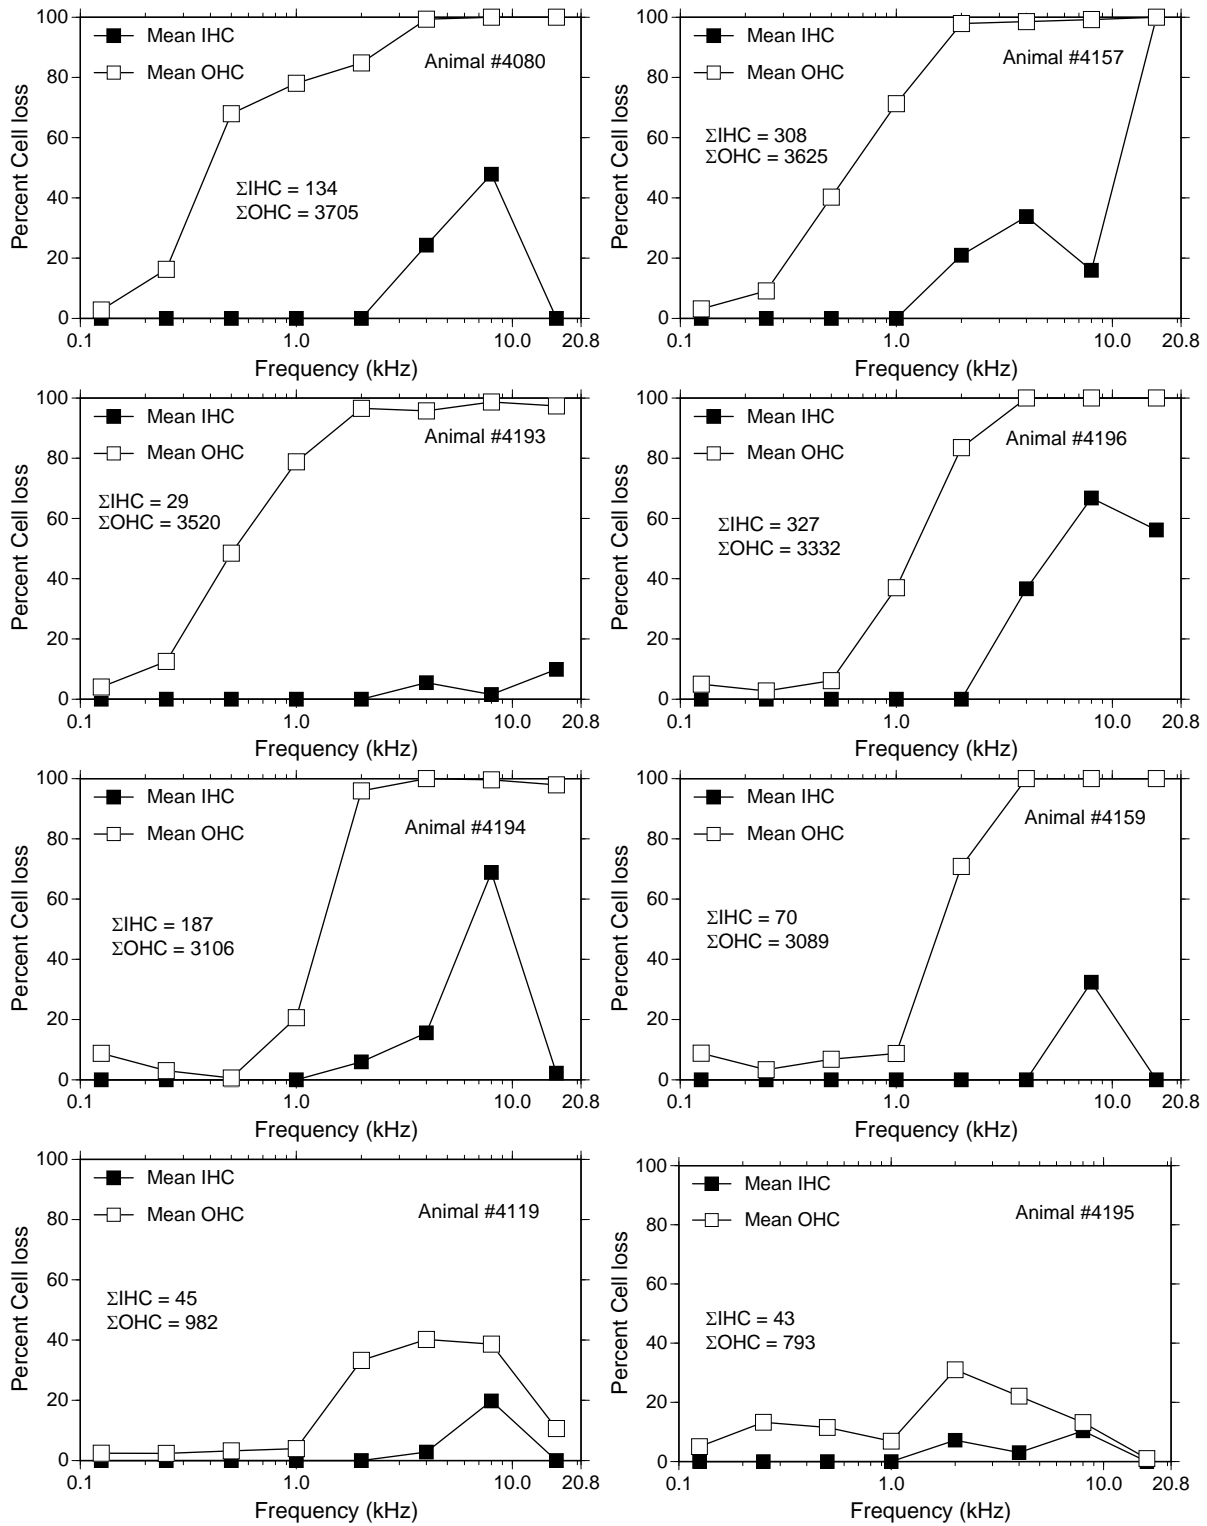 Mean IHC
Mean OHC
Animal #4080
ΣIHC = 134
ΣOHC = 3705
Percent Cell loss
100
80
60
40
20
0
0.1
1.0
10.0
20.8
Frequency (kHz)
Mean IHC
Mean OHC
Animal #4157
ΣIHC = 308
ΣOHC = 3625
Percent Cell loss
100
80
60
40
20
0
0.1
1.0
10.0
20.8
Frequency (kHz)
Mean IHC
Mean OHC
Animal #4193
ΣIHC = 29
ΣOHC = 3520
Percent Cell loss
100
80
60
40
20
0
0.1
1.0
10.0
20.8
Frequency (kHz)
Mean IHC
Mean OHC
Animal #4196
ΣIHC = 327
ΣOHC = 3332
Percent Cell loss
100
80
60
40
20
0
0.1
1.0
10.0
20.8
Frequency (kHz)
Mean IHC
Mean OHC
Animal #4194
ΣIHC = 187
ΣOHC = 3106
Percent Cell loss
100
80
60
40
20
0
0.1
1.0
10.0
20.8
Frequency (kHz)
Mean IHC
Mean OHC
Animal #4159
ΣIHC = 70
ΣOHC = 3089
Percent Cell loss
100
80
60
40
20
0
0.1
1.0
10.0
20.8
Frequency (kHz)
Mean IHC
Mean OHC
Animal #4119
ΣIHC = 45
ΣOHC = 982
Percent Cell loss
100
80
60
40
20
0
0.1
1.0
10.0
20.8
Frequency (kHz)
Mean IHC
Mean OHC
Animal #4195
ΣIHC = 43
ΣOHC = 793
Percent Cell loss
100
80
60
40
20
0
0.1
1.0
10.0
20.8
Frequency (kHz)